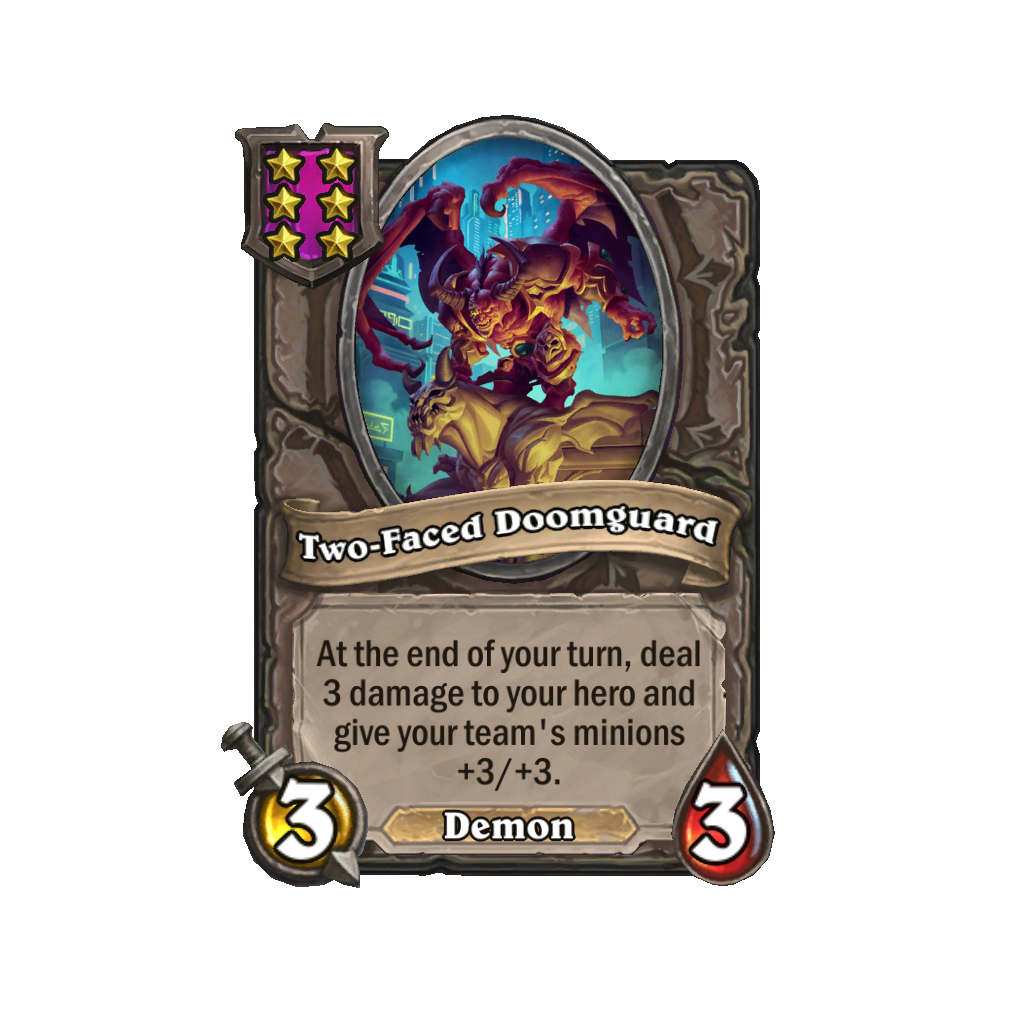 Two-Faced Doomguard
At the end of your turn, deal
3 damage to your hero and
give your team's minions
+3/+3.
3
Demon
3